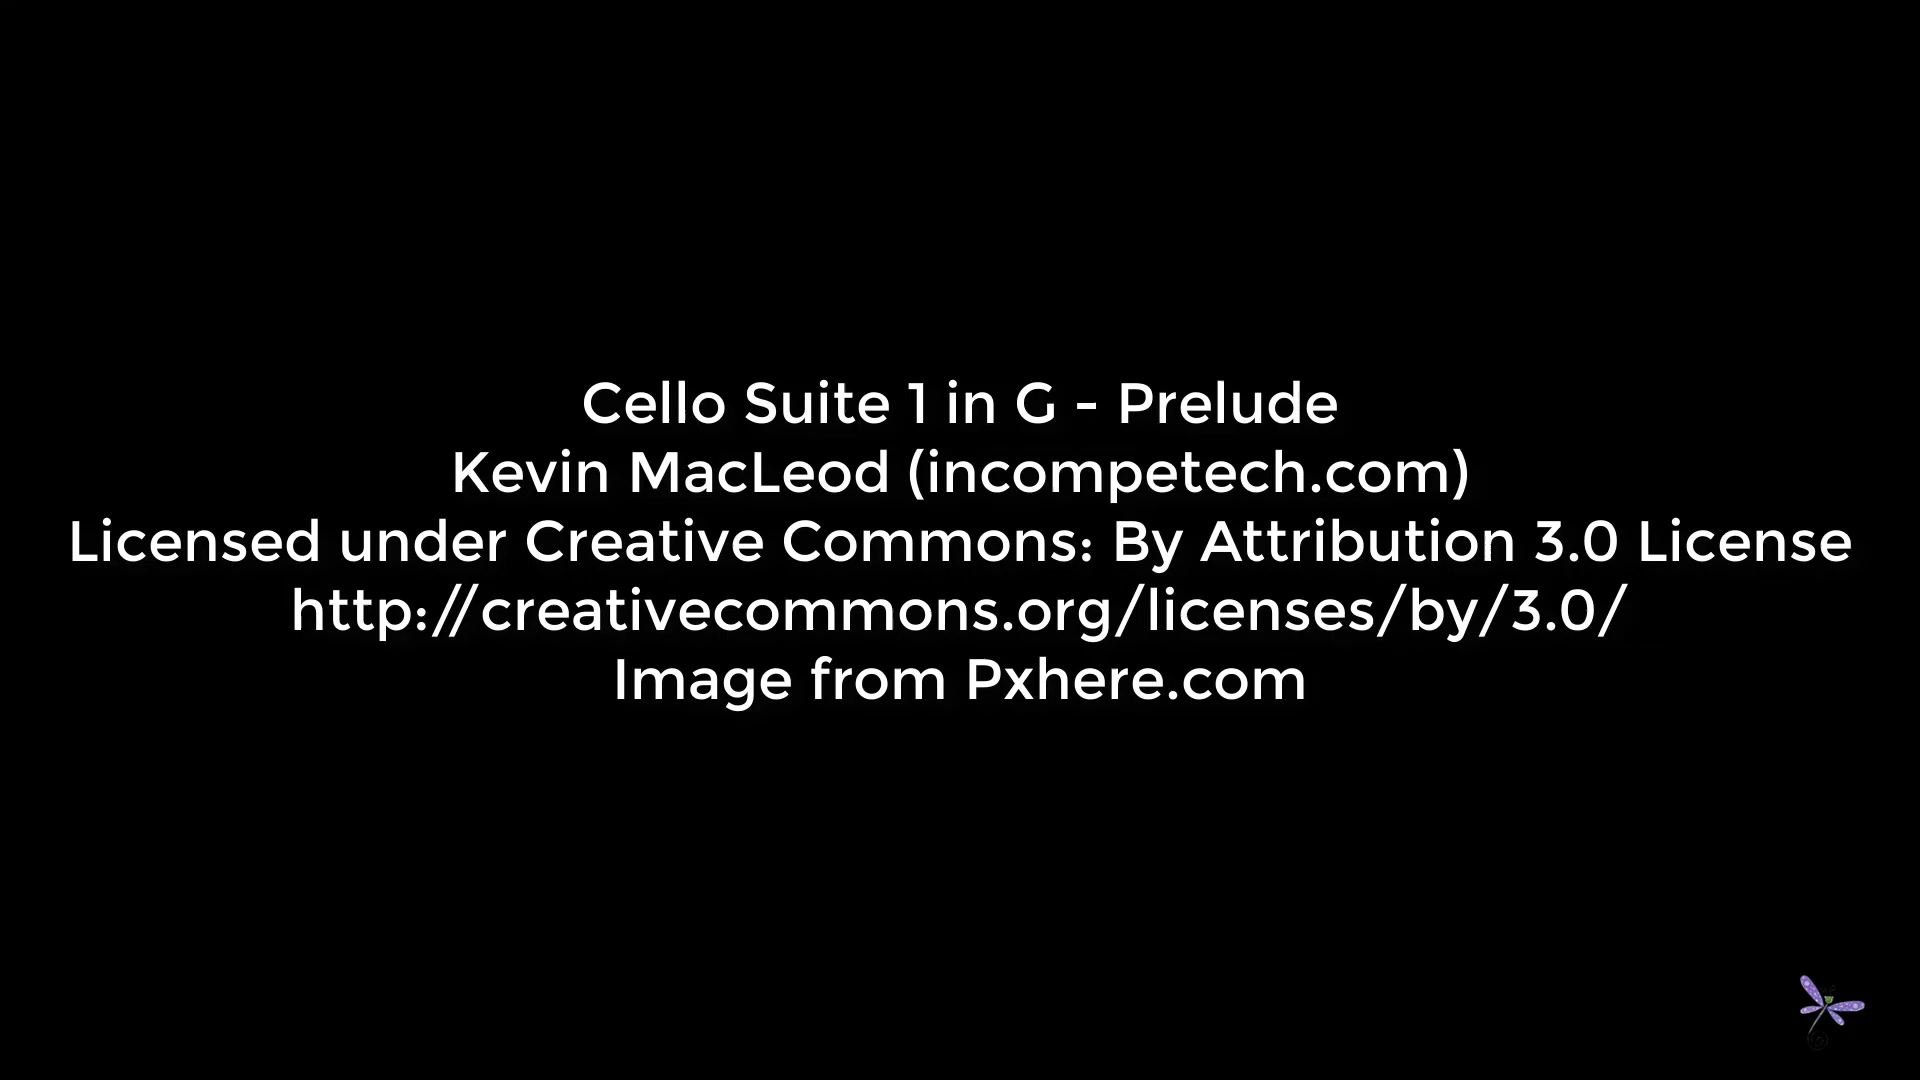 Cello Suite 1 in G - Prelude
Kevin MacLeod (incompetech.com)
Licensed under Creative Commons: By Attribution 3.0 License
http://creativecommons.org/licenses/by/3.0/
Image from Pxhere.com